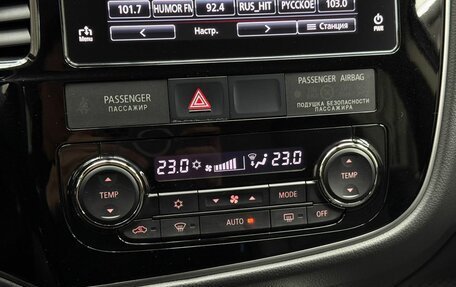 101.7 HUMOR FM 92.4 RUS_HIT РУССКОЕ 103.0
Menu < Настр. > Станция PWR
PASSENGER
ПАССАЖИР
PASSENGER AIRBAG
ПОДУШКА БЕЗОПАСНОСТИ
ПАССАЖИРА
23.0 23.0
TEMP TEMP
MODE
AUTO OFF